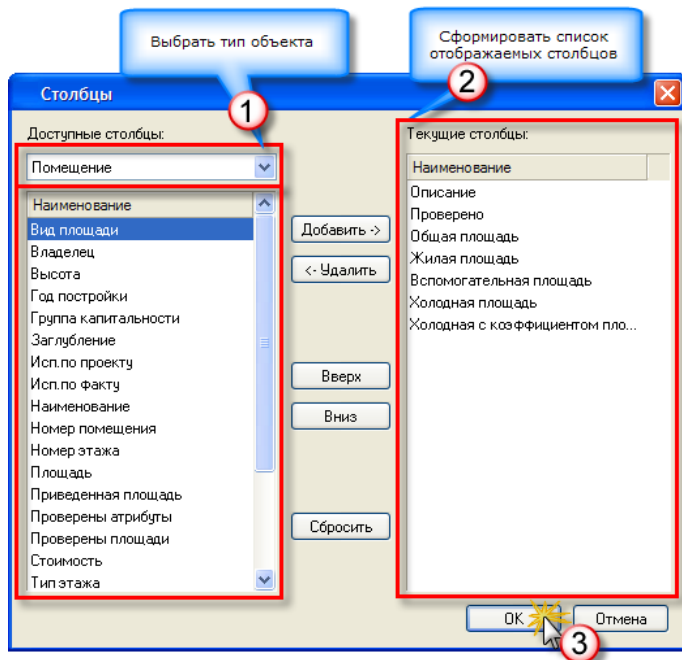 Выбрать тип объекта
Сформировать список
отображаемых столбцов
Столбцы
1
2
Доступные столбцы:
Помещение
Наименование
Вид площади
Владелец
Высота
Год постройки
Группа капитальности
Заглубление
Исп.по проекту
Исп.по факту
Наименование
Номер помещения
Номер этажа
Площадь
Приведенная площадь
Проверены атрибуты
Проверены площади
Стоимость
Тип этажа
Добавить ->
<- Удалить
Вверх
Вниз
Сбросить
Текущие столбцы:
Наименование
Описание
Проверено
Общая площадь
Жилая площадь
Вспомогательная площадь
Холодная площадь
Холодная с коэффициентом пло...
OK
Отмена
3